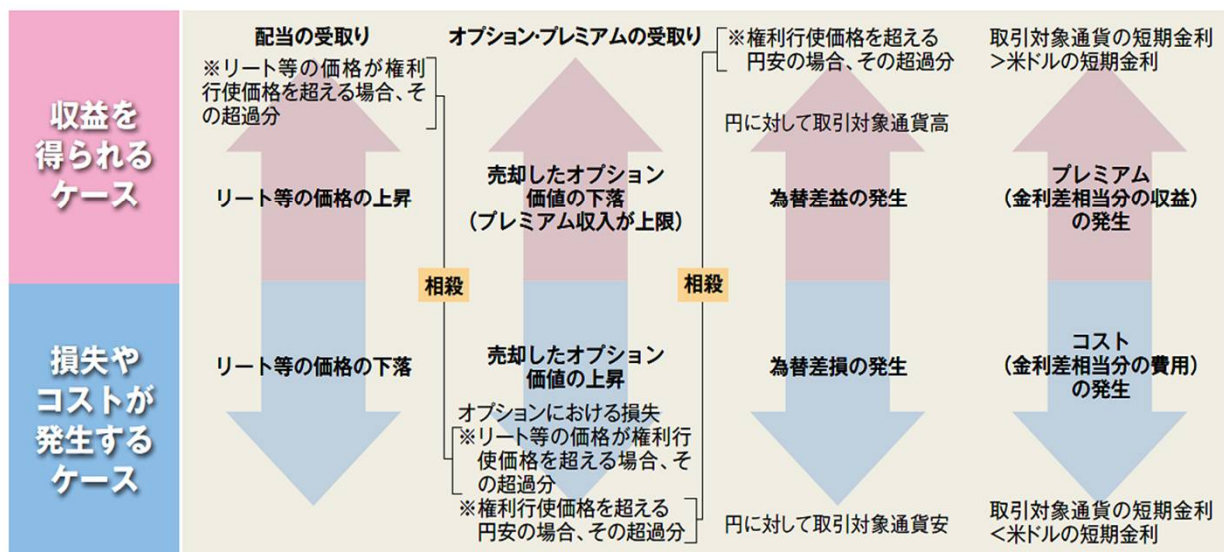 収益を
得られる
ケース
配当の受取り
※リート等の価格が権利
行使価格を超える場合、そ
の超過分
リート等の価格の上昇
オプション・プレミアムの受取り
売却したオプション
価値の下落
(プレミアム収入が上限)
※権利行使価格を超える
円安の場合、その超過分
円に対して取引対象通貨高
為替差益の発生
取引対象通貨の短期金利
>米ドルの短期金利
プレミアム
(金利差相当分の収益)
の発生
相殺
相殺
損失や
コストが
発生する
ケース
リート等の価格の下落
売却したオプション
価値の上昇
オプションにおける損失
※リート等の価格が権利行
使価格を超える場合、そ
の超過分
※権利行使価格を超える
円安の場合、その超過分
為替差損の発生
円に対して取引対象通貨安
コスト
(金利差相当分の費用)
の発生
取引対象通貨の短期金利
<米ドルの短期金利